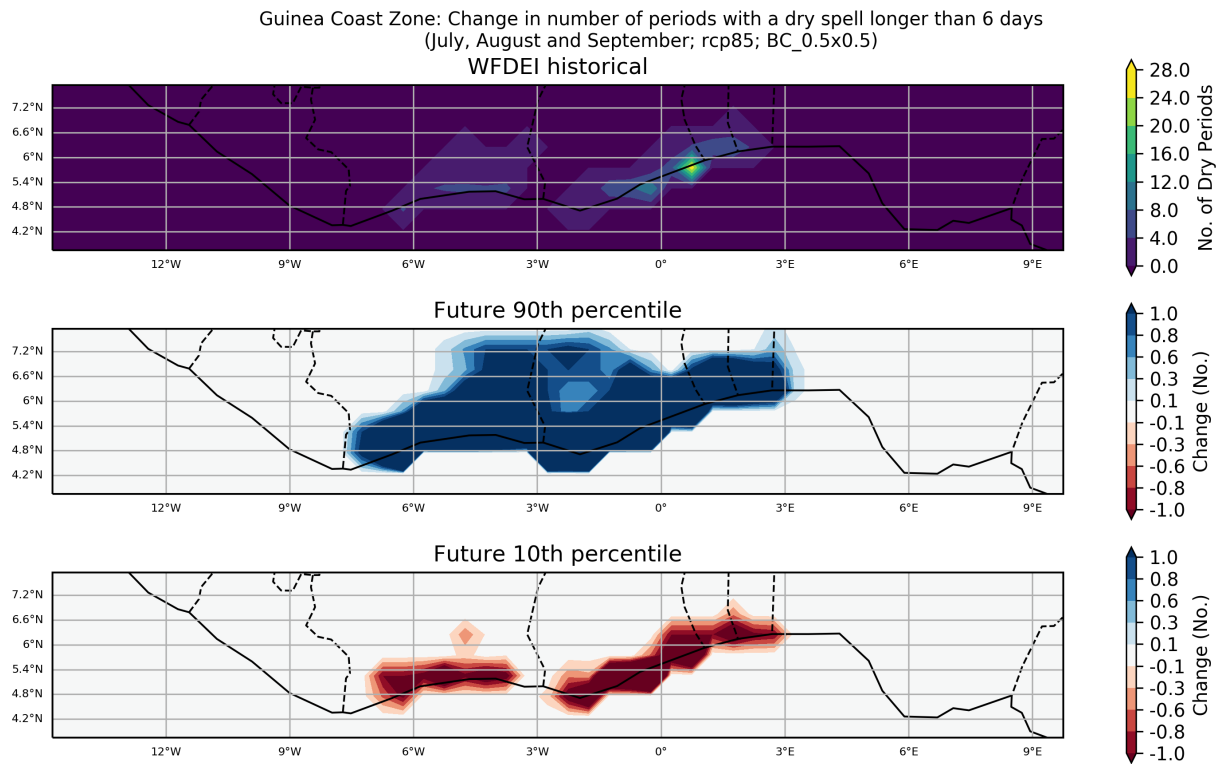 Guinea Coast Zone: Change in number of periods with a dry spell longer than 6 days
(July, August and September; rcp85; BC_0.5x0.5)
WFDEI historical
7.2°N
6.6°N
6°N
5.4°N
4.8°N
4.2°N
12°W 9°W 6°W 3°W 0° 3°E 6°E 9°E
28.0
24.0
20.0
16.0
12.0
8.0
4.0
0.0
No. of Dry Periods
Future 90th percentile
7.2°N
6.6°N
6°N
5.4°N
4.8°N
4.2°N
12°W 9°W 6°W 3°W 0° 3°E 6°E 9°E
1.0
0.8
0.6
0.3
0.1
-0.1
-0.3
-0.6
-0.8
-1.0
Change (No.)
Future 10th percentile
7.2°N
6.6°N
6°N
5.4°N
4.8°N
4.2°N
12°W 9°W 6°W 3°W 0° 3°E 6°E 9°E
1.0
0.8
0.6
0.3
0.1
-0.1
-0.3
-0.6
-0.8
-1.0
Change (No.)